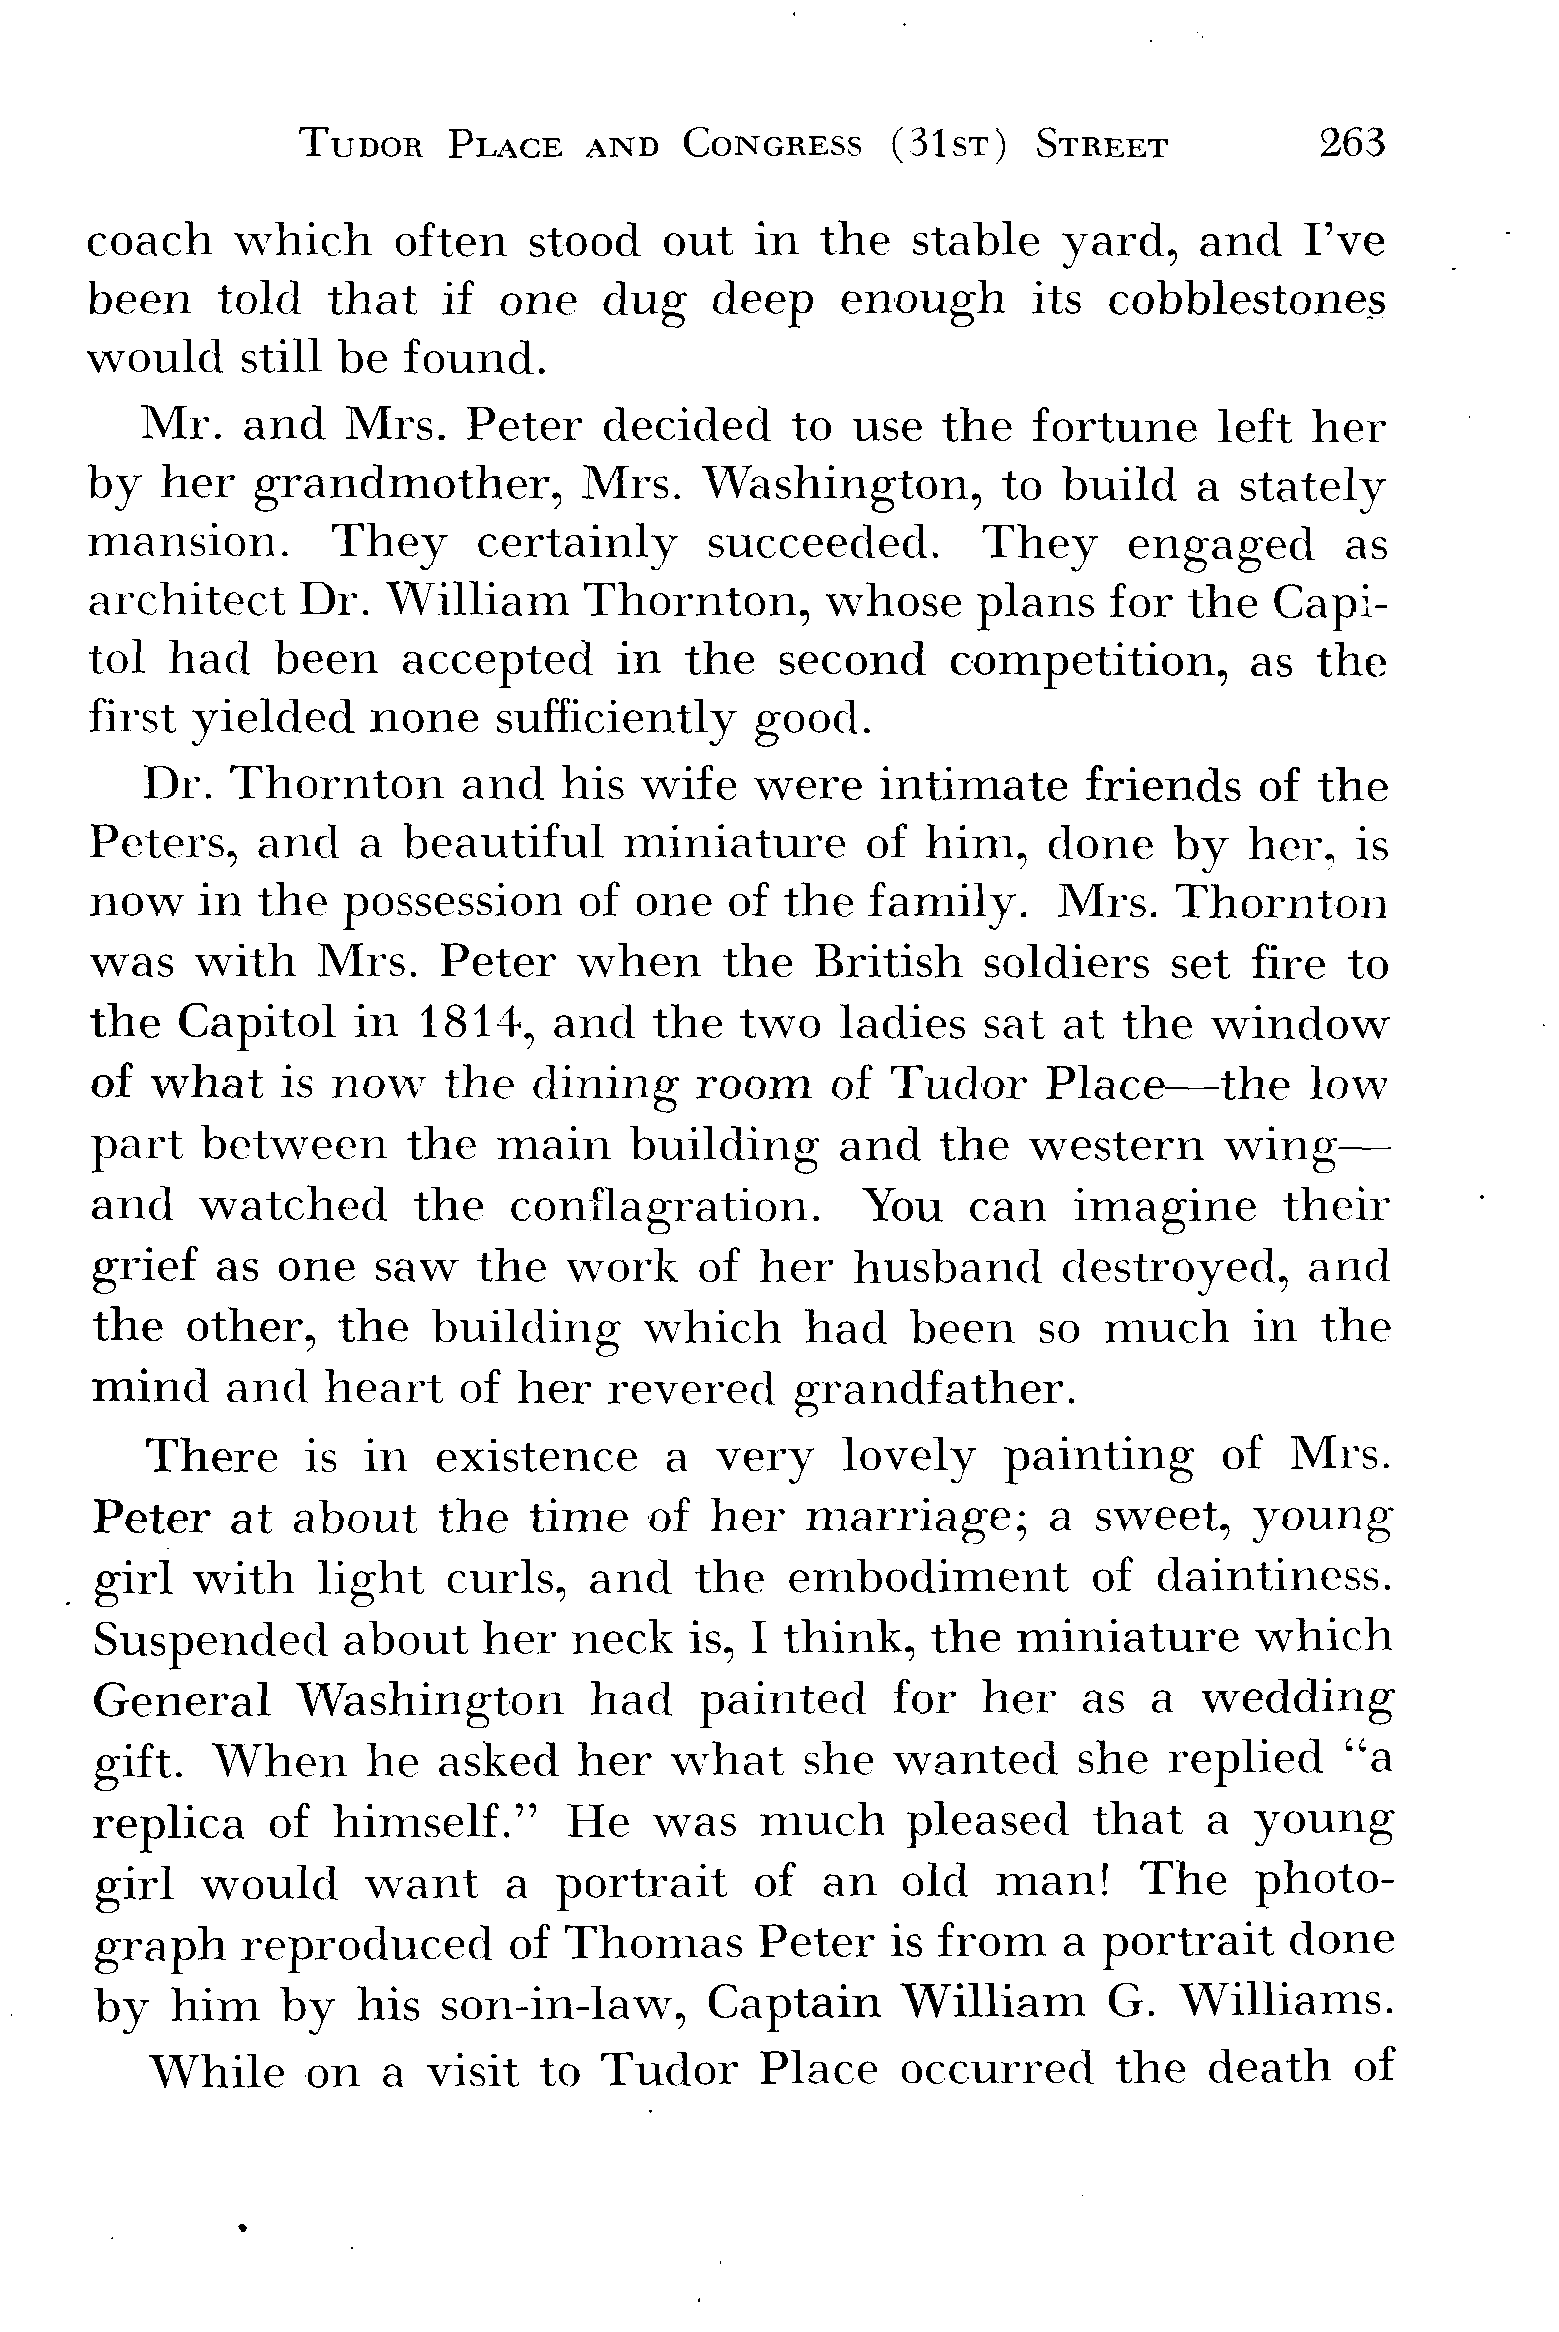 TUDOR PLACE AND CONGRESS (31ST) STREET 263
coach which often stood out in the stable yard, and I've
been told that if one dug deep enough its cobblestones
would still be found.
Mr. and Mrs. Peter decided to use the fortune left her
by her grandmother, Mrs. Washington, to build a stately
mansion. They certainly succeeded. They engaged as
architect Dr. William Thornton, whose plans for the Capi-
tol had been accepted in the second competition, as the
first yielded none sufficiently good.
Dr. Thornton and his wife were intimate friends of the
Peters, and a beautiful miniature of him, done by her, is
now in the possession of one of the family. Mrs. Thornton
was with Mrs. Peter when the British soldiers set fire to
the Capitol in 1814, and the two ladies sat at the window
of what is now the dining room of Tudor Place—the low
part between the main building and the western wing—
and watched the conflagration. You can imagine their
grief as one saw the work of her husband destroyed, and
the other, the building which had been so much in the
mind and heart of her revered grandfather.
There is in existence a very lovely painting of Mrs.
Peter at about the time of her marriage; a sweet, young
girl with light curls, and the embodiment of daintiness.
Suspended about her neck is, I think, the miniature which
General Washington had painted for her as a wedding
gift. When he asked her what she wanted she replied “a
replica of himself.” He was much pleased that a young
girl would want a portrait of an old man! The photo-
graph reproduced of Thomas Peter is from a portrait done
by him by his son-in-law, Captain William G. Williams.
While on a visit to Tudor Place occurred the death of